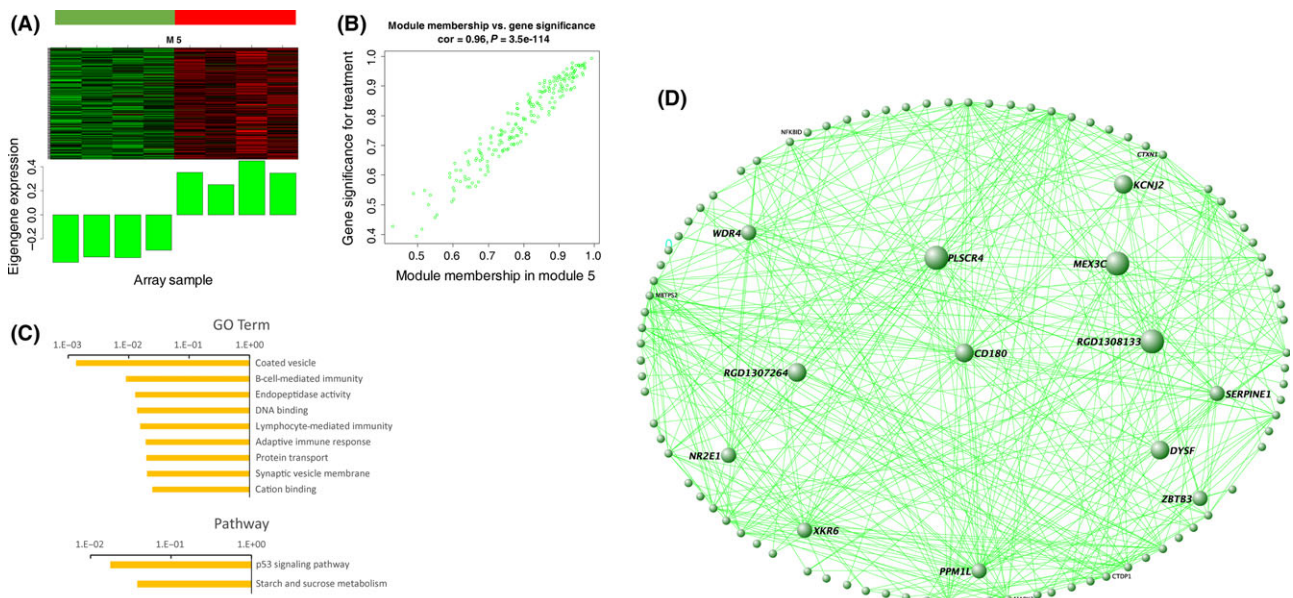 (A)
M 5
Eigengene expression
0.4
0.2
0.0
−0.2
Array sample
(B)
Module membership vs. gene significance
cor = 0.96, P = 3.5e-114
Gene significance for treatment
1.0
0.9
0.8
0.7
0.6
0.5
0.4
0.5 0.6 0.7 0.8 0.9 1.0
Module membership in module 5
(C)
GO Term
1.E−03 1.E−02 1.E−01 1.E+00
Coated vesicle
B-cell-mediated immunity
Endopeptidase activity
DNA binding
Lymphocyte-mediated immunity
Adaptive immune response
Protein transport
Synaptic vesicle membrane
Cation binding
Pathway
1.E−02 1.E−01 1.E+00
p53 signaling pathway
Starch and sucrose metabolism
(D)
NFKBID
CTXN1
KCNJ2
WDR4
PLSCR4
MEX3C
MBTPS2
RGD1308133
CD180
RGD1307264
SERPINE1
DYSF
NR2E1
ZBTB3
XKR6
PPM1L
CTDP1